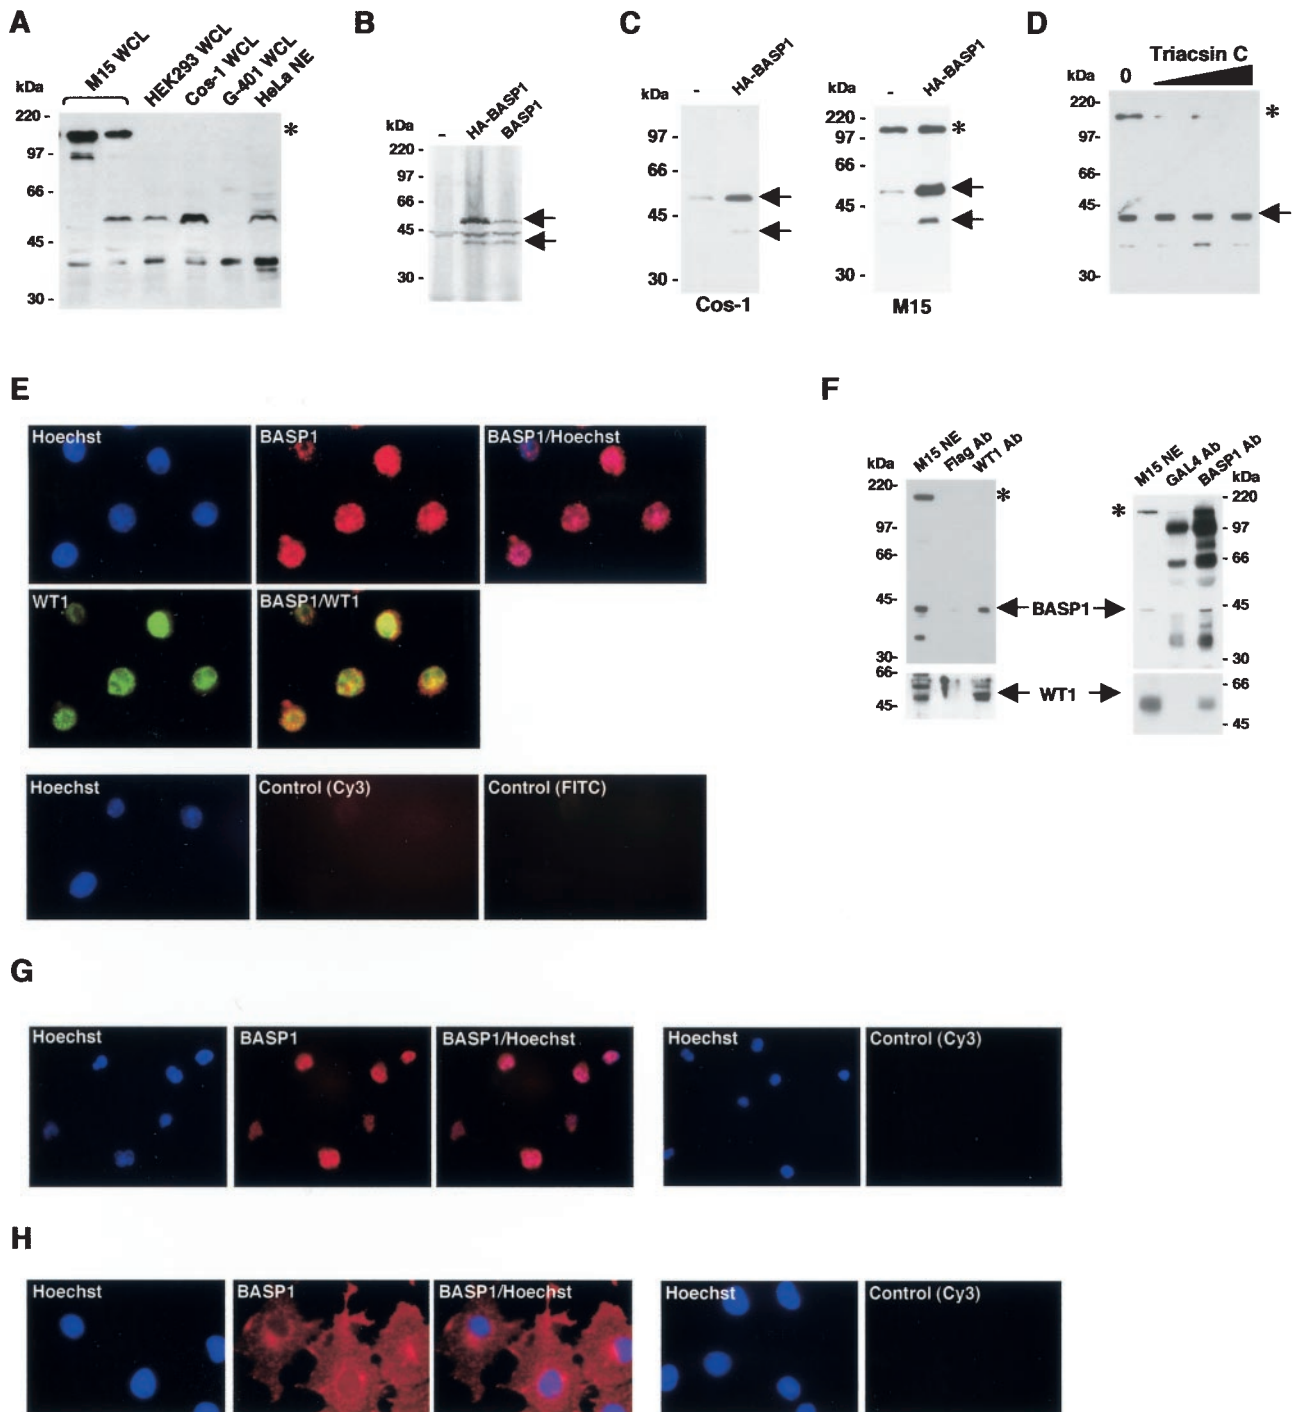 A
M15 WCL
HEK293 WCL
Cos-1 WCL
G-401 WCL
HeLa NE
kDa
220 -
97 -
66 -
45 -
30 -
*
B
- HA-BASP1 BASP1
kDa
220 -
97 -
66 -
45 -
30 -
C
kDa - HA-BASP1
97 -
66 -
45 -
30 -
Cos-1
kDa - HA-BASP1
220 -
97 -
66 -
45 -
30 -
*
M15
D
Triacsin C
kDa 0
220-
97-
66-
45-
30-
*
E
Hoechst
BASP1
BASP1/Hoechst
WT1
BASP1/WT1
Hoechst
Control (Cy3)
Control (FITC)
F
M15 NE
Flag Ab
WT1 Ab
kDa
220-
97-
66-
45-
30-
66-
45-
*
BASP1
WT1
M15 NE
GAL4 Ab
BASP1 Ab
kDa
*
- 220
- 97
- 66
- 45
- 30
- 66
- 45
G
Hoechst
BASP1
BASP1/Hoechst
Hoechst
Control (Cy3)
H
Hoechst
BASP1
BASP1/Hoechst
Hoechst
Control (Cy3)